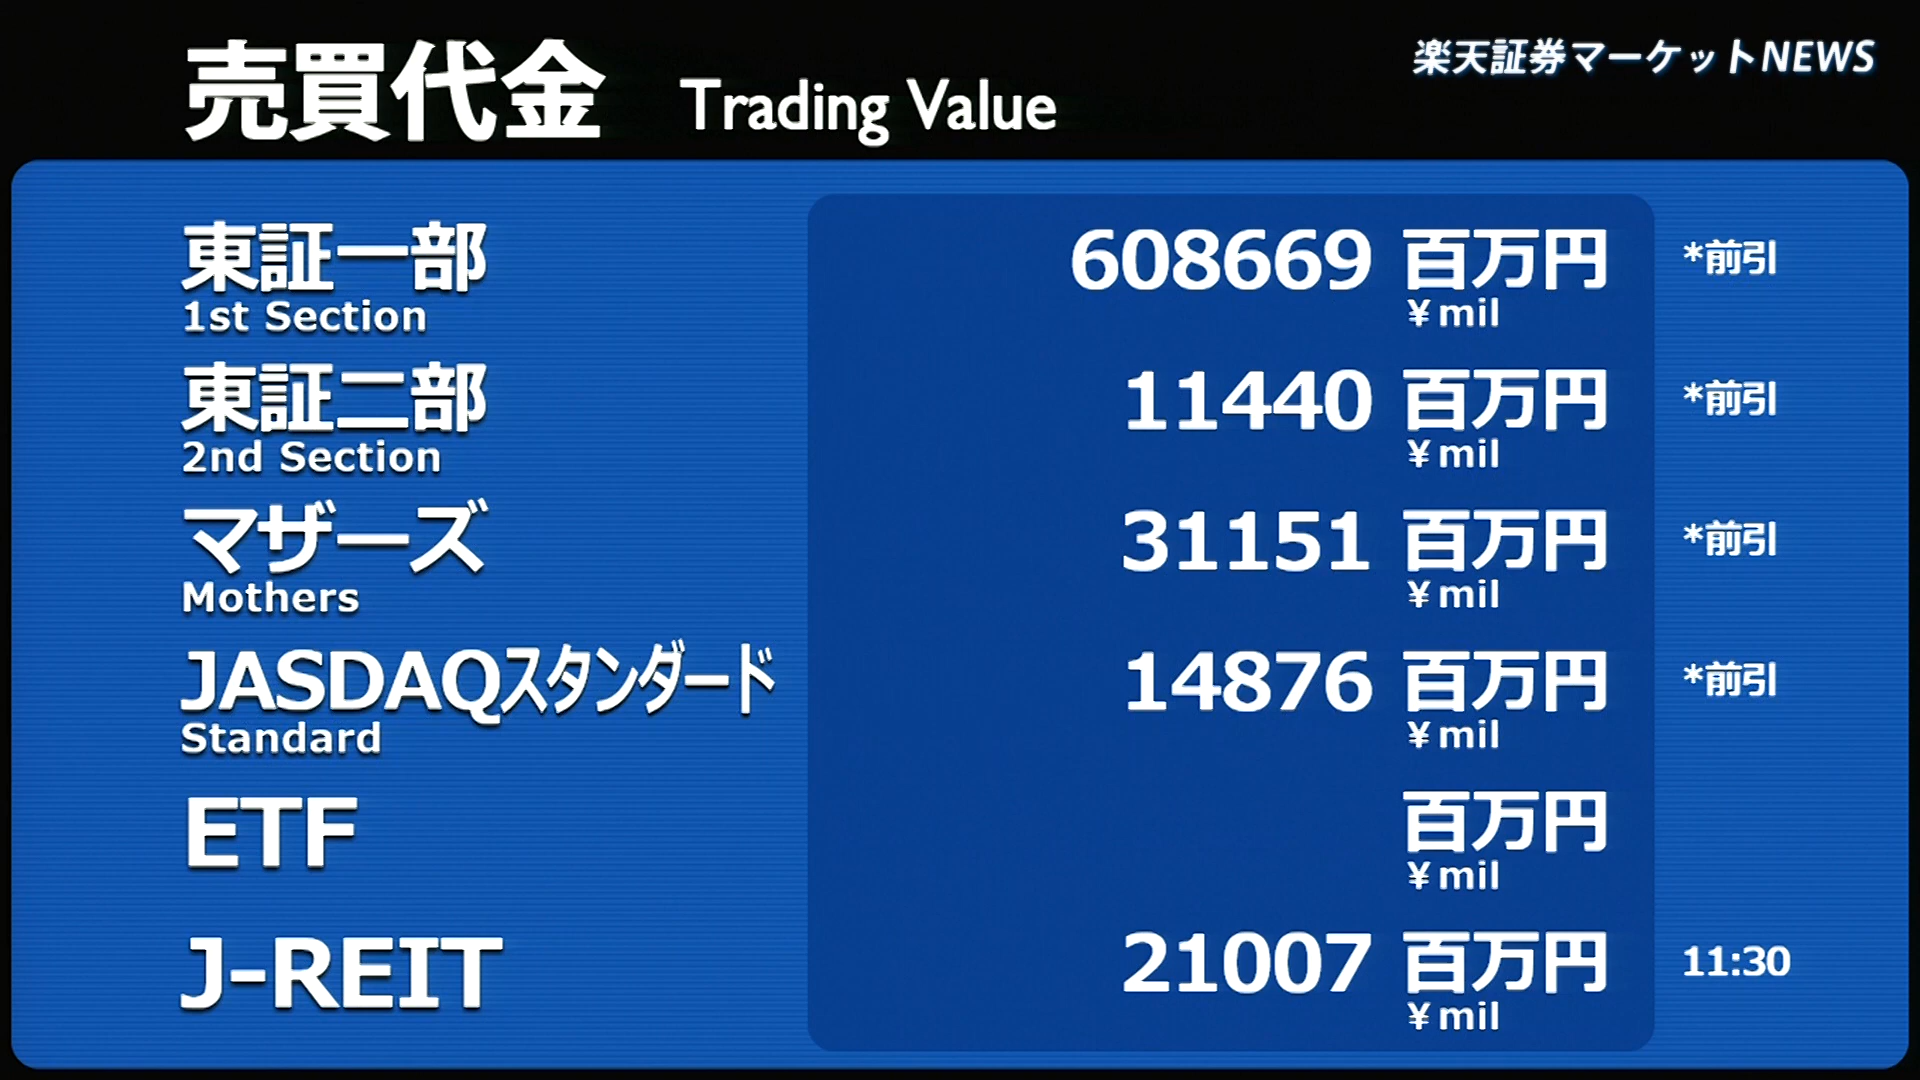 売買代金 Trading Value
楽天証券マーケットNEWS
東証一部 608669 百万円 *前引
1st Section ¥mil
東証二部 11440 百万円 *前引
2nd Section ¥mil
マザーズ 31151 百万円 *前引
Mothers ¥mil
JASDAQスタンダード 14876 百万円 *前引
Standard ¥mil
ETF 百万円
¥mil
J-REIT 21007 百万円 11:30
¥mil